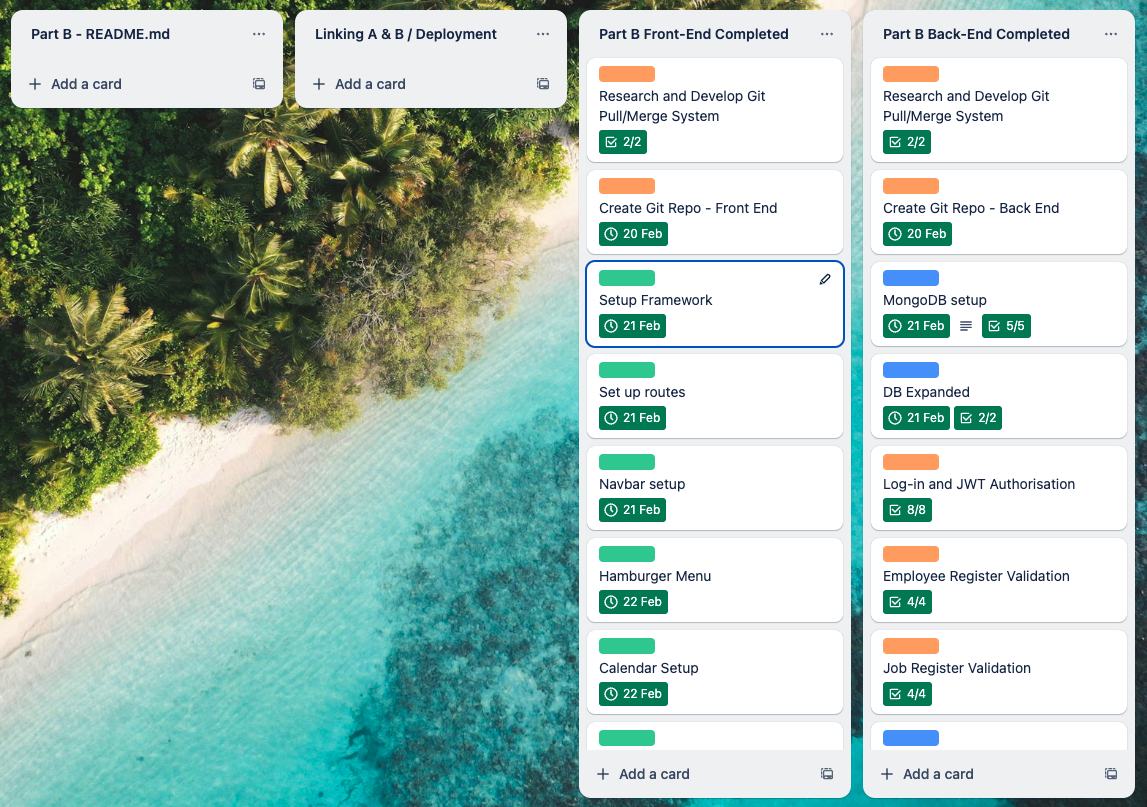 Part B - README.md
Add a card
Linking A & B / Deployment
Add a card
Part B Front-End Completed
Research and Develop Git
Pull/Merge System
2/2
Create Git Repo - Front End
20 Feb
Setup Framework
21 Feb
Set up routes
21 Feb
Navbar setup
21 Feb
Hamburger Menu
22 Feb
Calendar Setup
22 Feb
Add a card
Part B Back-End Completed
Research and Develop Git
Pull/Merge System
2/2
Create Git Repo - Back End
20 Feb
MongoDB setup
21 Feb 5/5
DB Expanded
21 Feb 2/2
Log-in and JWT Authorisation
8/8
Employee Register Validation
4/4
Job Register Validation
4/4
Add a card